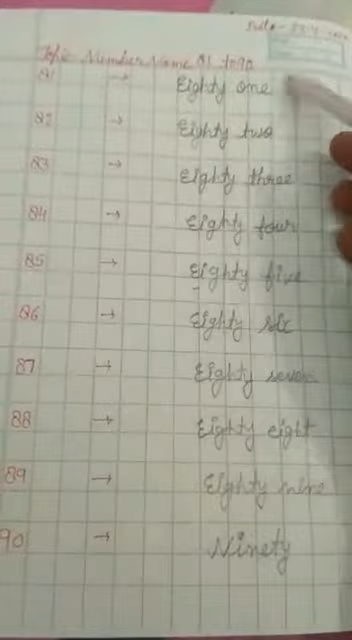 Topic Number Name 81 to 90
81 → Eighty one
82 → Eighty two
83 → Eighty three
84 → Eighty four
85 → Eighty five
86 → Eighty six
87 → Eighty seven
88 → Eighty eight
89 → Eighty nine
90 → Ninety